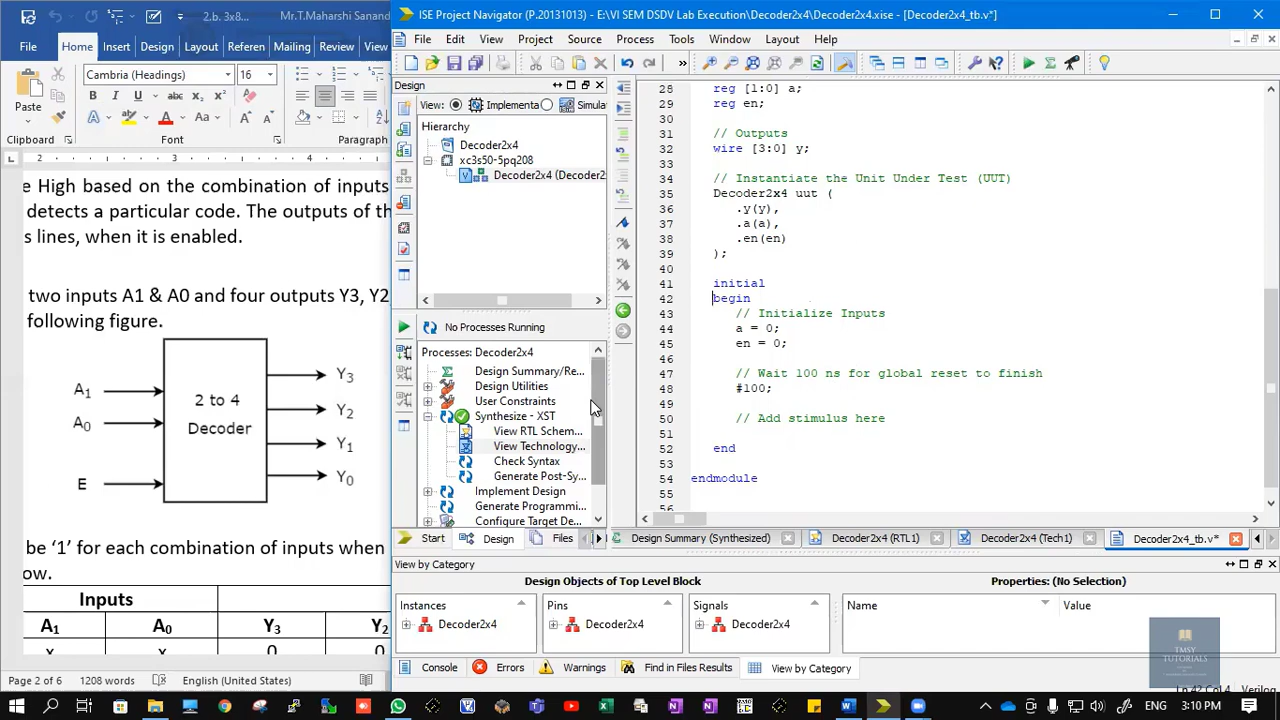 2.b. 3x8...
Mr.T.Maharshi Sanand
File
Home
Insert
Design
Layout
Referen
Mailing
Review
View
Cambria (Headings)
16
B
I
U
abc
Paste
Clipboard
Font
Paragraph
2
3
4
5
e High based on the combination of inputs
detects a particular code. The outputs of th
s lines, when it is enabled.
two inputs A1 & A0 and four outputs Y3, Y2
following figure.
A1
A0
E
2 to 4
Decoder
Y3
Y2
Y1
Y0
be '1' for each combination of inputs when
ow.
Inputs
A1
A0
Y3
Y2
x
x
0
0
Page 2 of 6
1208 words
English (United States)
ISE Project Navigator (P.20131013) - E:\VI SEM DSDV Lab Execution\Decoder2x4\Decoder2x4.xise - [Decoder2x4_tb.v*]
File
Edit
View
Project
Source
Process
Tools
Window
Layout
Help
Design
View:
Implementa
Simula
Hierarchy
Decoder2x4
xc3s50-5pq208
Decoder2x4 (Decoder2
No Processes Running
Processes: Decoder2x4
Design Summary/Re...
Design Utilities
User Constraints
Synthesize - XST
View RTL Schem...
View Technology...
Check Syntax
Generate Post-Sy...
Implement Design
Generate Programmi...
Configure Target De...
Start
Design
Files
28 reg [1:0] a;
29 reg en;
30
31 // Outputs
32 wire [3:0] y;
33
34 // Instantiate the Unit Under Test (UUT)
35 Decoder2x4 uut (
36 .y(y),
37 .a(a),
38 .en(en)
39 );
40
41 initial
42 begin
43 // Initialize Inputs
44 a = 0;
45 en = 0;
46
47 // Wait 100 ns for global reset to finish
48 #100;
49
50 // Add stimulus here
51
52 end
53
54 endmodule
55
56
Design Summary (Synthesized)
Decoder2x4 (RTL1)
Decoder2x4 (Tech1)
Decoder2x4_tb.v*
View by Category
Design Objects of Top Level Block
Properties: (No Selection)
Instances
Pins
Signals
Name
Value
Decoder2x4
Decoder2x4
Decoder2x4
Console
Errors
Warnings
Find in Files Results
View by Category
TMSY
TUTORIALS
Ln 42 Col 4
Verilog
ENG
3:10 PM